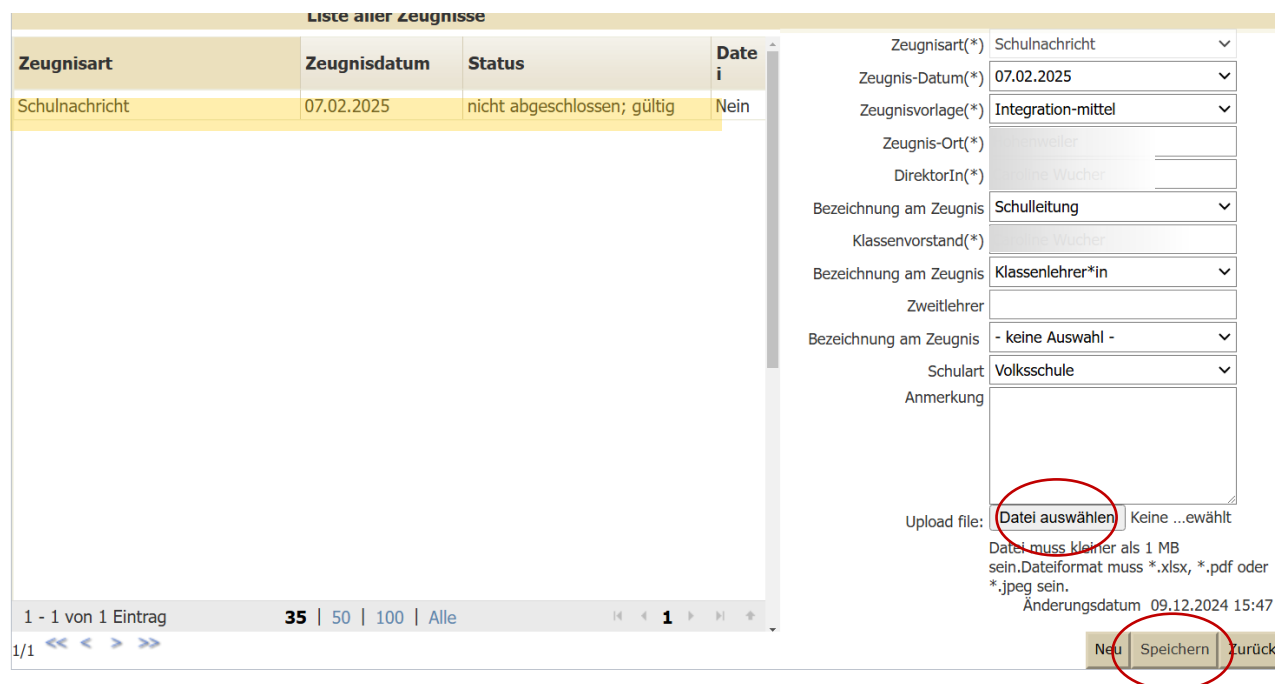 Liste aller Zeugnisse
Zeugnisart Zeugnisdatum Status Datei
Schulnachricht 07.02.2025 nicht abgeschlossen; gültig Nein
1 - 1 von 1 Eintrag 35 | 50 | 100 | Alle 1
1/1 << < > >>
Zeugnisart(*) Schulnachricht
Zeugnis-Datum(*) 07.02.2025
Zeugnisvorlage(*) Integration-mittel
Zeugnis-Ort(*)
DirektorIn(*)
Bezeichnung am Zeugnis Schulleitung
Klassenvorstand(*)
Bezeichnung am Zeugnis Klassenlehrer*in
Zweitlehrer
Bezeichnung am Zeugnis - keine Auswahl -
Schulart Volksschule
Anmerkung
Upload file: Datei auswählen Keine ...ewählt
Datei muss kleiner als 1 MB
sein.Dateiformat muss *.xlsx, *.pdf oder
*.jpeg sein.
Änderungsdatum 09.12.2024 15:47
Neu Speichern Zurück